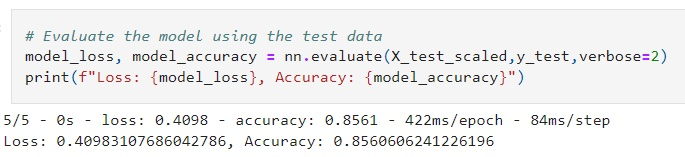 # Evaluate the model using the test data
model_loss, model_accuracy = nn.evaluate(X_test_scaled,y_test,verbose=2)
print(f"Loss: {model_loss}, Accuracy: {model_accuracy}")
5/5 - 0s - loss: 0.4098 - accuracy: 0.8561 - 422ms/epoch - 84ms/step
Loss: 0.40983107686042786, Accuracy: 0.8560606241226196